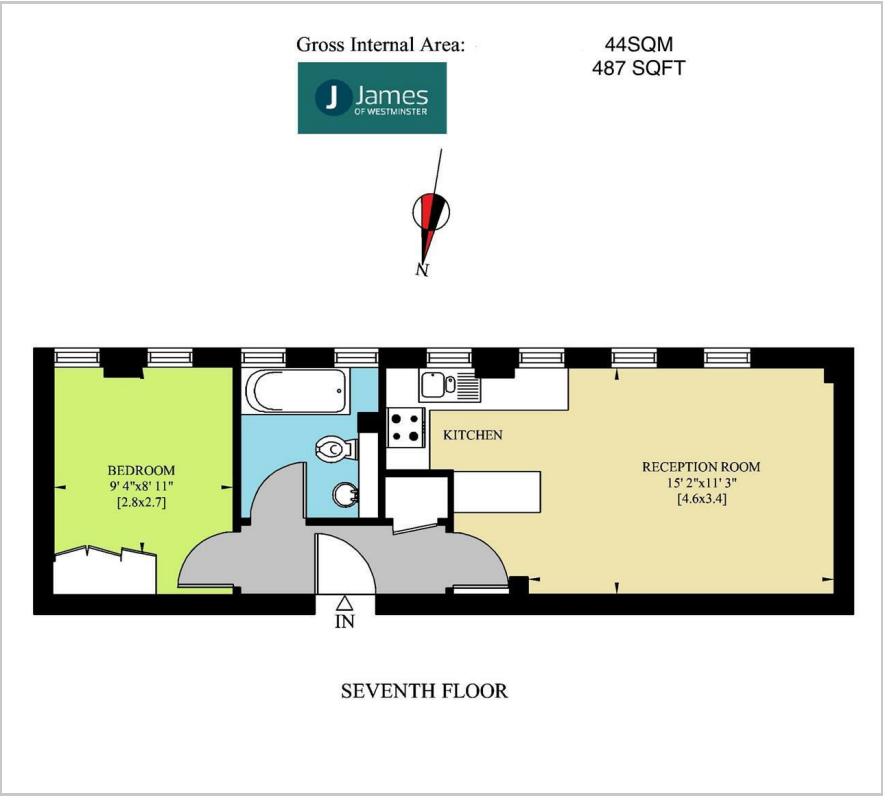 Gross Internal Area:
44SQM
487 SQFT
J James
OF WESTMINSTER
N
KITCHEN
BEDROOM
9' 4"x8' 11"
[2.8x2.7]
RECEPTION ROOM
15' 2"x11' 3"
[4.6x3.4]
IN
SEVENTH FLOOR